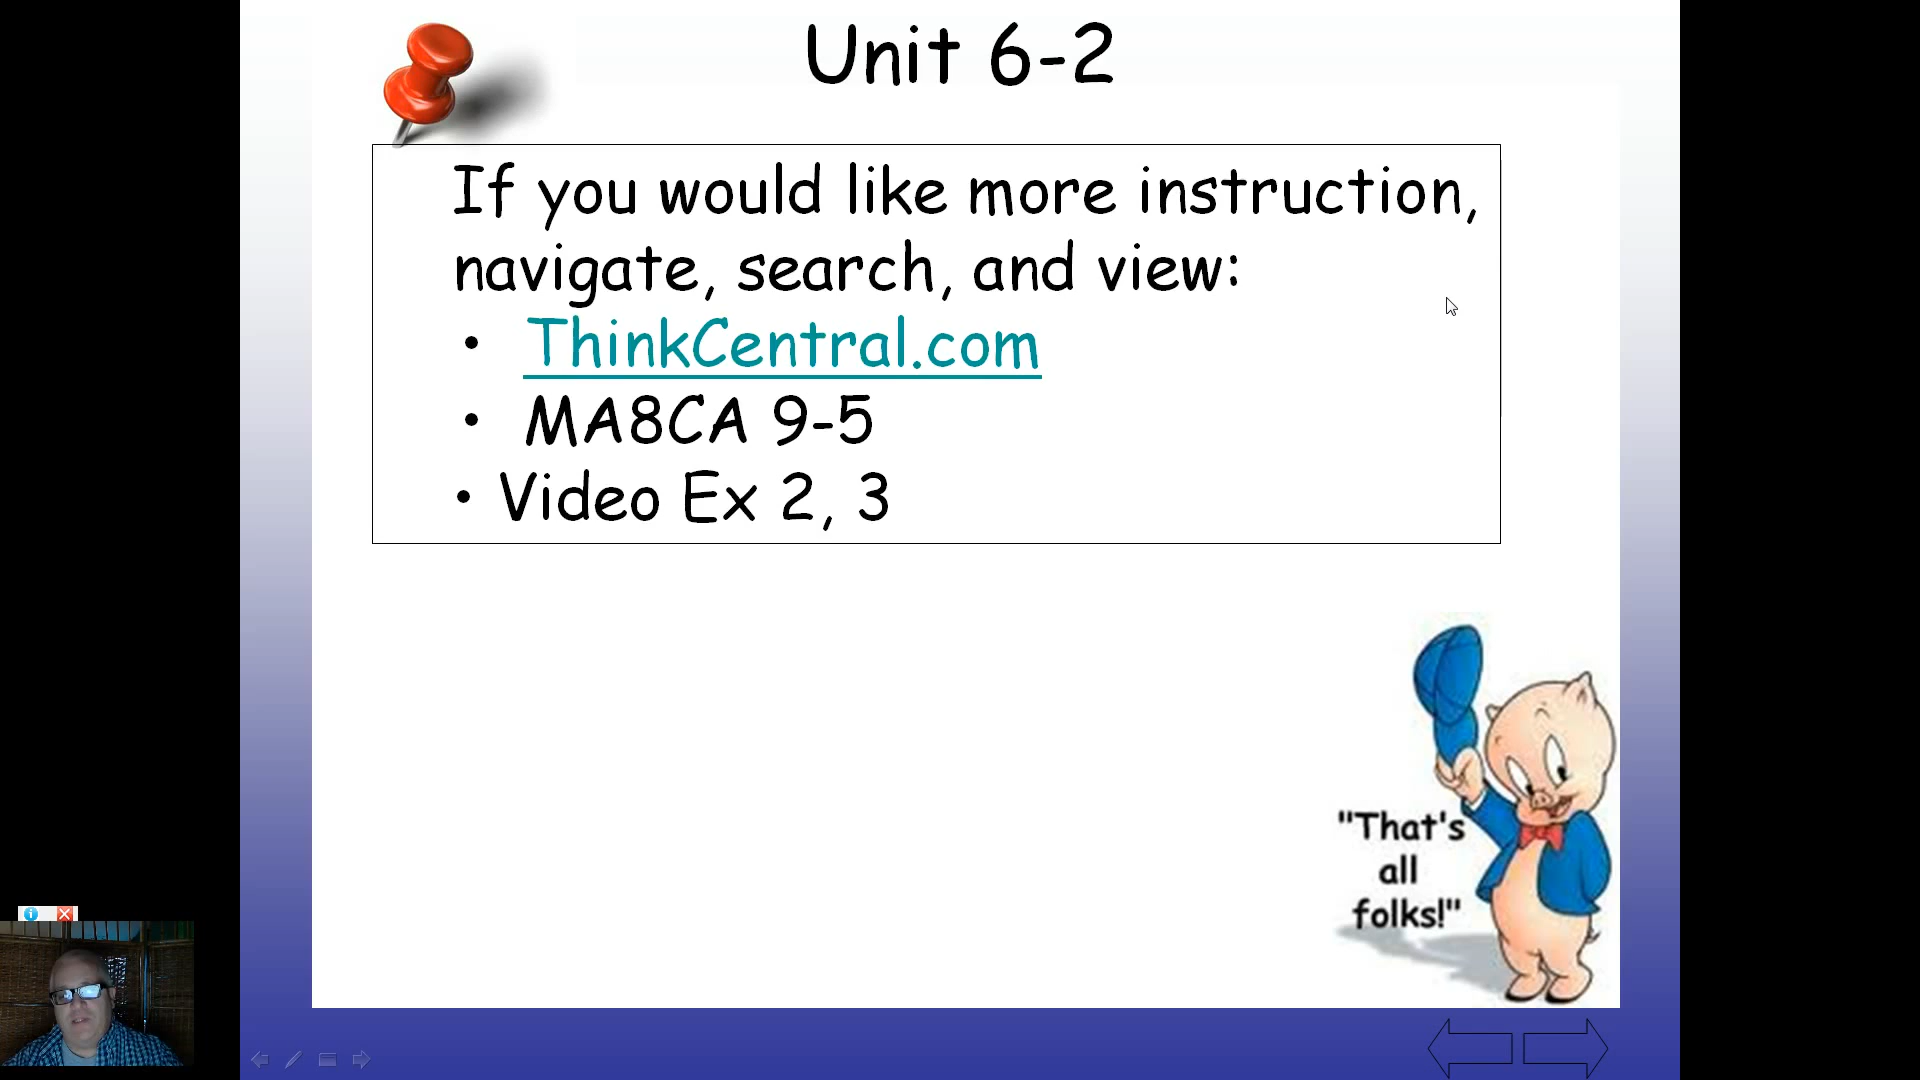 Unit 6-2
If you would like more instruction,
navigate, search, and view:
• ThinkCentral.com
• MA8CA 9-5
• Video Ex 2, 3
"That's
all
folks!"